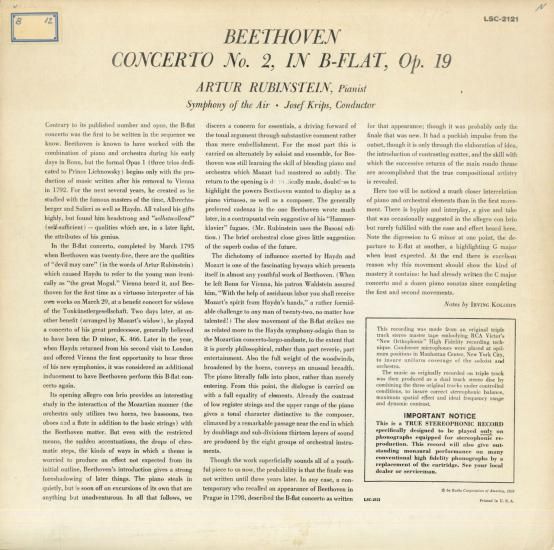 B 12
N
LSC-2121
BEETHOVEN
CONCERTO No. 2, IN B-FLAT, Op. 19
ARTUR RUBINSTEIN, Pianist
Symphony of the Air • Josef Krips, Conductor
Contrary to its published number and opus, the B-flat
concerto was the first to be written in the sequence we
know. Beethoven is known to have worked with the
combination of piano and orchestra during his early
days in Bonn, but the formal Opus 1 (three trios dedi-
cated to Prince Lichnowsky) begins only with the pro-
duction of music written after his removal to Vienna
in 1792. For the next several years, he created as he
studied with the famous masters of the time, Albrechts-
berger and Salieri as well as Haydn. All valued his gifts
highly, but found him headstrong and "selbstwollend"
(self-sufficient) – qualities which are, in a later light,
the attributes of his genius.
In the B-flat concerto, completed by March 1795
when Beethoven was twenty-five, there are the qualities
of "devil may care" (in the words of Artur Rubinstein)
which caused Haydn to refer to the young man ironi-
cally as "the great Mogul." Vienna heard it, and Bee-
thoven for the first time as a virtuoso interpreter of his
own works on March 29, at a benefit concert for widows
of the Tonkünstlergesellschaft. Two days later, at an-
other benefit (arranged by Mozart's widow), he played
a concerto of his great predecessor, generally believed
to have been the D minor, K. 466. Later in the year,
when Haydn returned from his second visit to London
and offered Vienna the first opportunity to hear three
of his new symphonies, it was considered an additional
inducement to have Beethoven perform this B-flat con-
certo again.
Its opening allegro con brio provides an interesting
study in the interaction of the Mozartian manner (the
orchestra only utilizes two horns, two bassoons, two
oboes and a flute in addition to the basic strings) with
the Beethoven matter. But even with the restricted
means, the sudden accentuations, the drops of chro-
matic steps, the kinds of ways in which a theme is
worried to produce an effect not expected from its
initial outline, Beethoven's introduction gives a strong
foreshadowing of later things. The piano steals in
quietly, but is soon off on excursions of its own that are
anything but unadventurous. In all that follows, we
discern a concern for essentials, a driving forward of
the tonal argument through substantive comment rather
than mere embellishment. For the most part this is
carried on alternately by soloist and ensemble, for Bee-
thoven was still learning the skill of blending piano and
orchestra which Mozart had mastered so subtly. The
return to the opening is made, doubtless to
highlight the powers Beethoven wanted to display as a
piano virtuoso, as well as a composer. The generally
preferred cadenza is the one Beethoven wrote much
later, in a contrapuntal vein suggestive of his "Hammer-
klavier" fugues. (Mr. Rubinstein uses the Busoni edi-
tion.) The brief orchestral close gives little suggestion
of the superb codas of the future.
The dichotomy of influence exerted by Haydn and
Mozart is one of the fascinating byways which presents
itself in almost any youthful work of Beethoven. (When
he left Bonn for Vienna, his patron Waldstein assured
him, "With the help of assiduous labor you shall receive
Mozart's spirit from Haydn's hands," a rather formid-
able challenge to any man of twenty-two, no matter how
talented!) The slow movement of the B-flat strikes me
as related more to the Haydn symphony-adagio than to
the Mozartian concerto-largo-andante, to the extent that
it is purely philosophical, rather than part reverie, part
entertainment. Also the full weight of the woodwinds,
broadened by the horns, conveys an unusual breadth.
The piano literally falls into place, rather than merely
entering. From this point, the dialogue is carried on
with a full equality of elements. Already the contrast
of low register strings and the upper range of the piano
gives a tonal character distinctive to the composer,
climaxed by a remarkable passage near the end in which
by doublings and sub-divisions thirteen layers of sound
are produced by the eight groups of orchestral instru-
ments.
Though the work superficially sounds all of a youth-
ful piece to us now, the probability is that the finale was
not written until three years later. In any case, a con-
temporary who recalled an appearance of Beethoven in
Prague in 1798, described the B-flat concerto as written
for that appearance; though it was probably only the
finale that was new. It had a puckish impulse from the
outset, though it is only through the elaboration of idea,
the introduction of contrasting matter, and the skill with
which the successive returns of the main rondo theme
are accomplished that the true compositional artistry
is revealed.
Here too will be noticed a much closer interrelation
of piano and orchestral elements than in the first move-
ment. There is byplay and interplay, a give and take
that was occasionally suggested in the allegro con brio
but rarely fulfilled with the ease and effect heard here.
Note the digression to G minor at one point, the de-
parture to E-flat at another, a highlighting G major
when least expected. At the end there is excellent
reason why this movement should show the kind of
mastery it contains: he had already written the C major
concerto and a dozen piano sonatas since completing
the first and second movements.
Notes by IRVING KOLODIN
This recording was made from an original triple
track stereo master tape embodying RCA Victor's
"New Orthophonic" High Fidelity recording tech-
nique. Condenser microphones were placed at opti-
mum positions in Manhattan Center, New York City,
to insure uniform coverage of the soloist and
orchestra.
The music as originally recorded on triple track
was then produced as a dual track stereo disc by
combining the three original tracks under controlled
conditions, to insure correct stereophonic balance,
maximum spatial effect and ideal frequency range
and dynamic contrast.
IMPORTANT NOTICE
This is a TRUE STEREOPHONIC RECORD
specifically designed to be played only on
phonographs equipped for stereophonic re-
production. This record will also give out-
standing monaural performance on many
conventional high fidelity phonographs by a
replacement of the cartridge. See your local
dealer or serviceman.
© by Radio Corporation of America, 1958
LSC-2121
Printed in U. S. A.